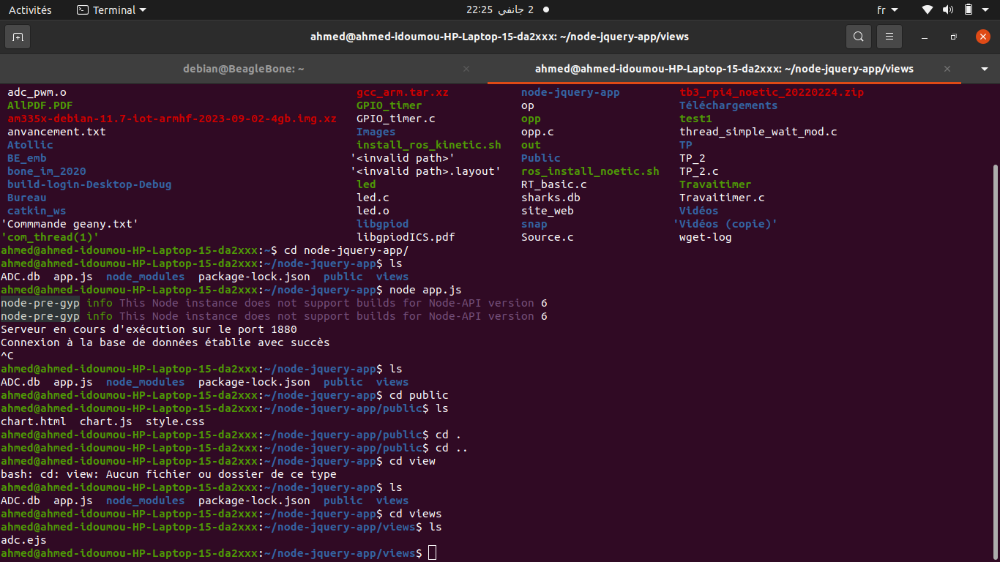 Activités Terminal 2 جانفي 22:25 fr
ahmed@ahmed-idoumou-HP-Laptop-15-da2xxx: ~/node-jquery-app/views
debian@BeagleBone: ~ ahmed@ahmed-idoumou-HP-Laptop-15-da2xxx: ~/node-jquery-app/views
adc_pwm.o gcc_arm.tar.xz node-jquery-app tb3_rpi4_noetic_20220224.zip
AllPDF.PDF GPIO_timer op Téléchargements
am335x-debian-11.7-iot-armhf-2023-09-02-4gb.img.xz GPIO_timer.c opp test1
anvancement.txt Images opp.c thread_simple_wait_mod.c
Atollic install_ros_kinetic.sh out TP
BE_emb '<invalid path>' Public TP_2
bone_im_2020 '<invalid path>.layout' ros_install_noetic.sh TP_2.c
build-login-Desktop-Debug led RT_basic.c Travaitimer
Bureau led.c sharks.db Travaitimer.c
catkin_ws led.o site_web Vidéos
'Commmande geany.txt' libgpiod snap 'Vidéos (copie)'
'com_thread(1)' libgpiodICS.pdf Source.c wget-log
ahmed@ahmed-idoumou-HP-Laptop-15-da2xxx:~$ cd node-jquery-app/
ahmed@ahmed-idoumou-HP-Laptop-15-da2xxx:~/node-jquery-app$ ls
ADC.db app.js node_modules package-lock.json public views
ahmed@ahmed-idoumou-HP-Laptop-15-da2xxx:~/node-jquery-app$ node app.js
node-pre-gyp info This Node instance does not support builds for Node-API version 6
node-pre-gyp info This Node instance does not support builds for Node-API version 6
Serveur en cours d'exécution sur le port 1880
Connexion à la base de données établie avec succès
^C
ahmed@ahmed-idoumou-HP-Laptop-15-da2xxx:~/node-jquery-app$ ls
ADC.db app.js node_modules package-lock.json public views
ahmed@ahmed-idoumou-HP-Laptop-15-da2xxx:~/node-jquery-app$ cd public
ahmed@ahmed-idoumou-HP-Laptop-15-da2xxx:~/node-jquery-app/public$ ls
chart.html chart.js style.css
ahmed@ahmed-idoumou-HP-Laptop-15-da2xxx:~/node-jquery-app/public$ cd .
ahmed@ahmed-idoumou-HP-Laptop-15-da2xxx:~/node-jquery-app/public$ cd ..
ahmed@ahmed-idoumou-HP-Laptop-15-da2xxx:~/node-jquery-app$ cd view
bash: cd: view: Aucun fichier ou dossier de ce type
ahmed@ahmed-idoumou-HP-Laptop-15-da2xxx:~/node-jquery-app$ ls
ADC.db app.js node_modules package-lock.json public views
ahmed@ahmed-idoumou-HP-Laptop-15-da2xxx:~/node-jquery-app$ cd views
ahmed@ahmed-idoumou-HP-Laptop-15-da2xxx:~/node-jquery-app/views$ ls
adc.ejs
ahmed@ahmed-idoumou-HP-Laptop-15-da2xxx:~/node-jquery-app/views$